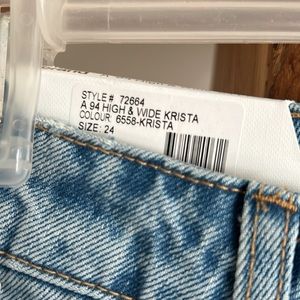 STYLE # 72664
A 94 HIGH & WIDE KRISTA
COLOUR: 6558-KRISTA
SIZE: 24